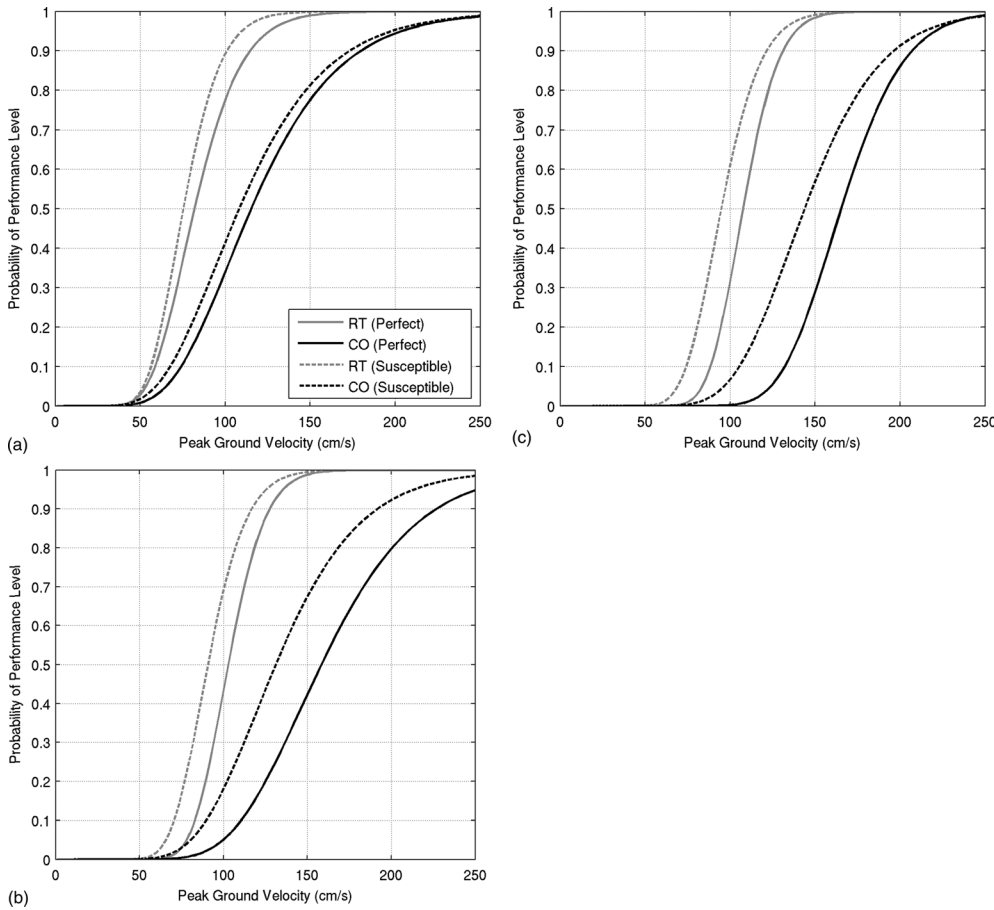 1
0.9
0.8
0.7
0.6
0.5
0.4
0.3
0.2
0.1
0
Probability of Performance Level
RT (Perfect)
CO (Perfect)
RT (Susceptible)
CO (Susceptible)
0 50 100 150 200 250
Peak Ground Velocity (cm/s)
(a)
1
0.9
0.8
0.7
0.6
0.5
0.4
0.3
0.2
0.1
0
Probability of Performance Level
0 50 100 150 200 250
Peak Ground Velocity (cm/s)
(c)
1
0.9
0.8
0.7
0.6
0.5
0.4
0.3
0.2
0.1
0
Probability of Performance Level
0 50 100 150 200 250
Peak Ground Velocity (cm/s)
(b)